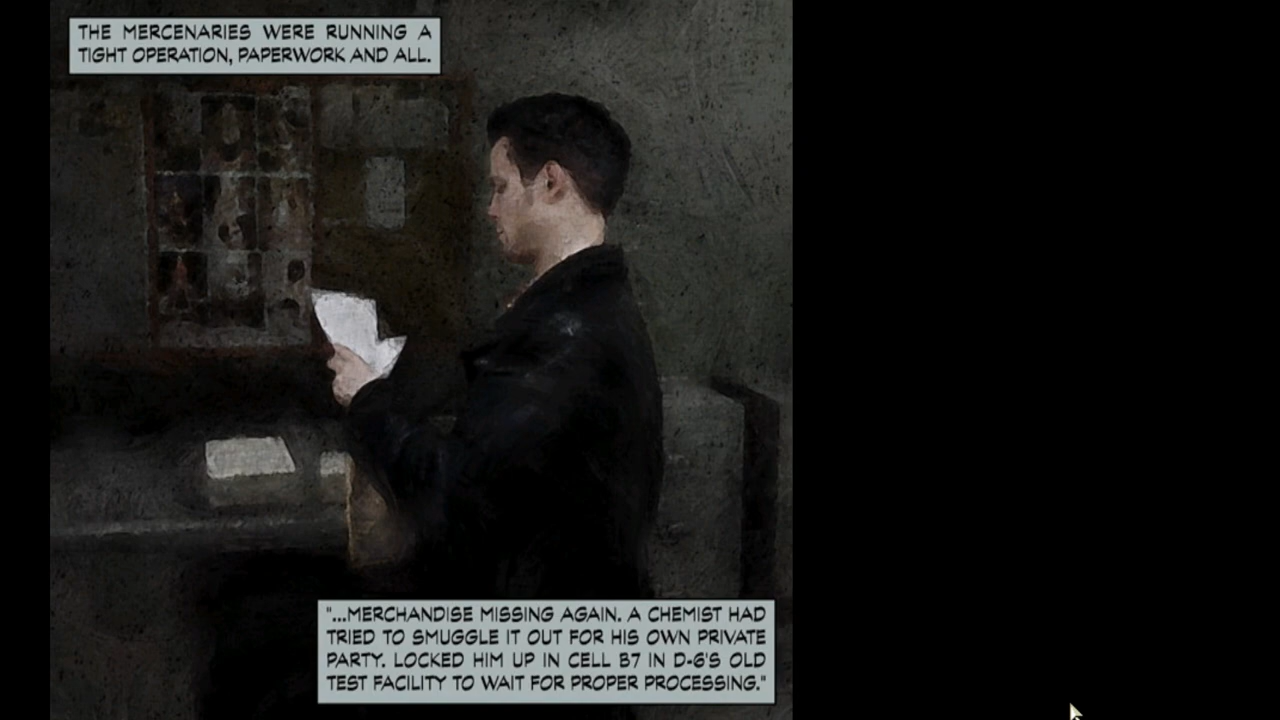 THE MERCENARIES WERE RUNNING A
TIGHT OPERATION, PAPERWORK AND ALL.
"...MERCHANDISE MISSING AGAIN. A CHEMIST HAD
TRIED TO SMUGGLE IT OUT FOR HIS OWN PRIVATE
PARTY. LOCKED HIM UP IN CELL B7 IN D-6'S OLD
TEST FACILITY TO WAIT FOR PROPER PROCESSING."